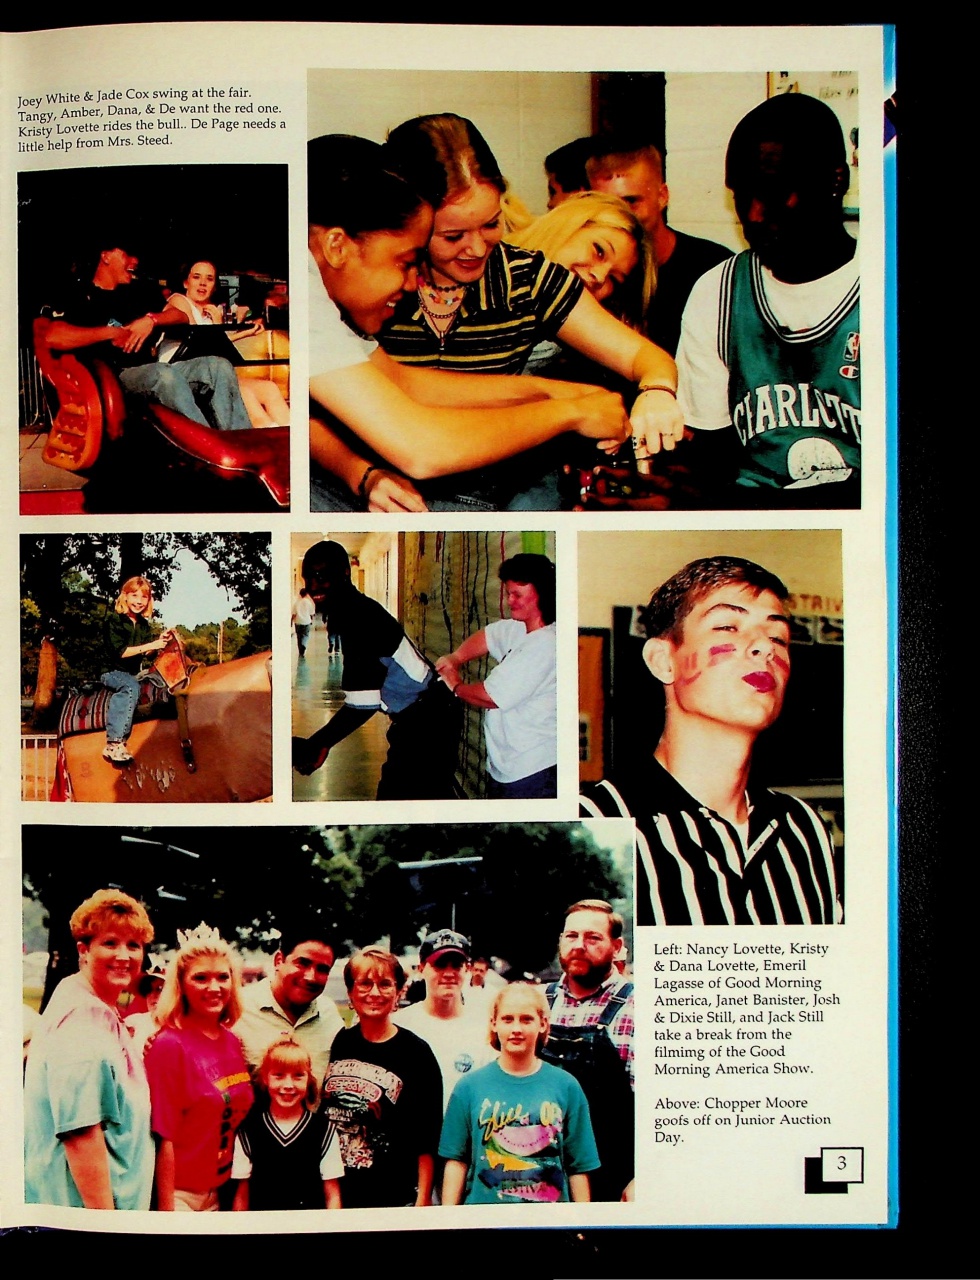 Joey White & Jade Cox swing at the fair.
Tangy, Amber, Dana, & De want the red one.
Kristy Lovette rides the bull.. De Page needs a
little help from Mrs. Steed.
CHARLOTT
STRIV
Left: Nancy Lovette, Kristy
& Dana Lovette, Emeril
Lagasse of Good Morning
America, Janet Banister, Josh
& Dixie Still, and Jack Still
take a break from the
filmimg of the Good
Morning America Show.
Above: Chopper Moore
goofs off on Junior Auction
Day.
3